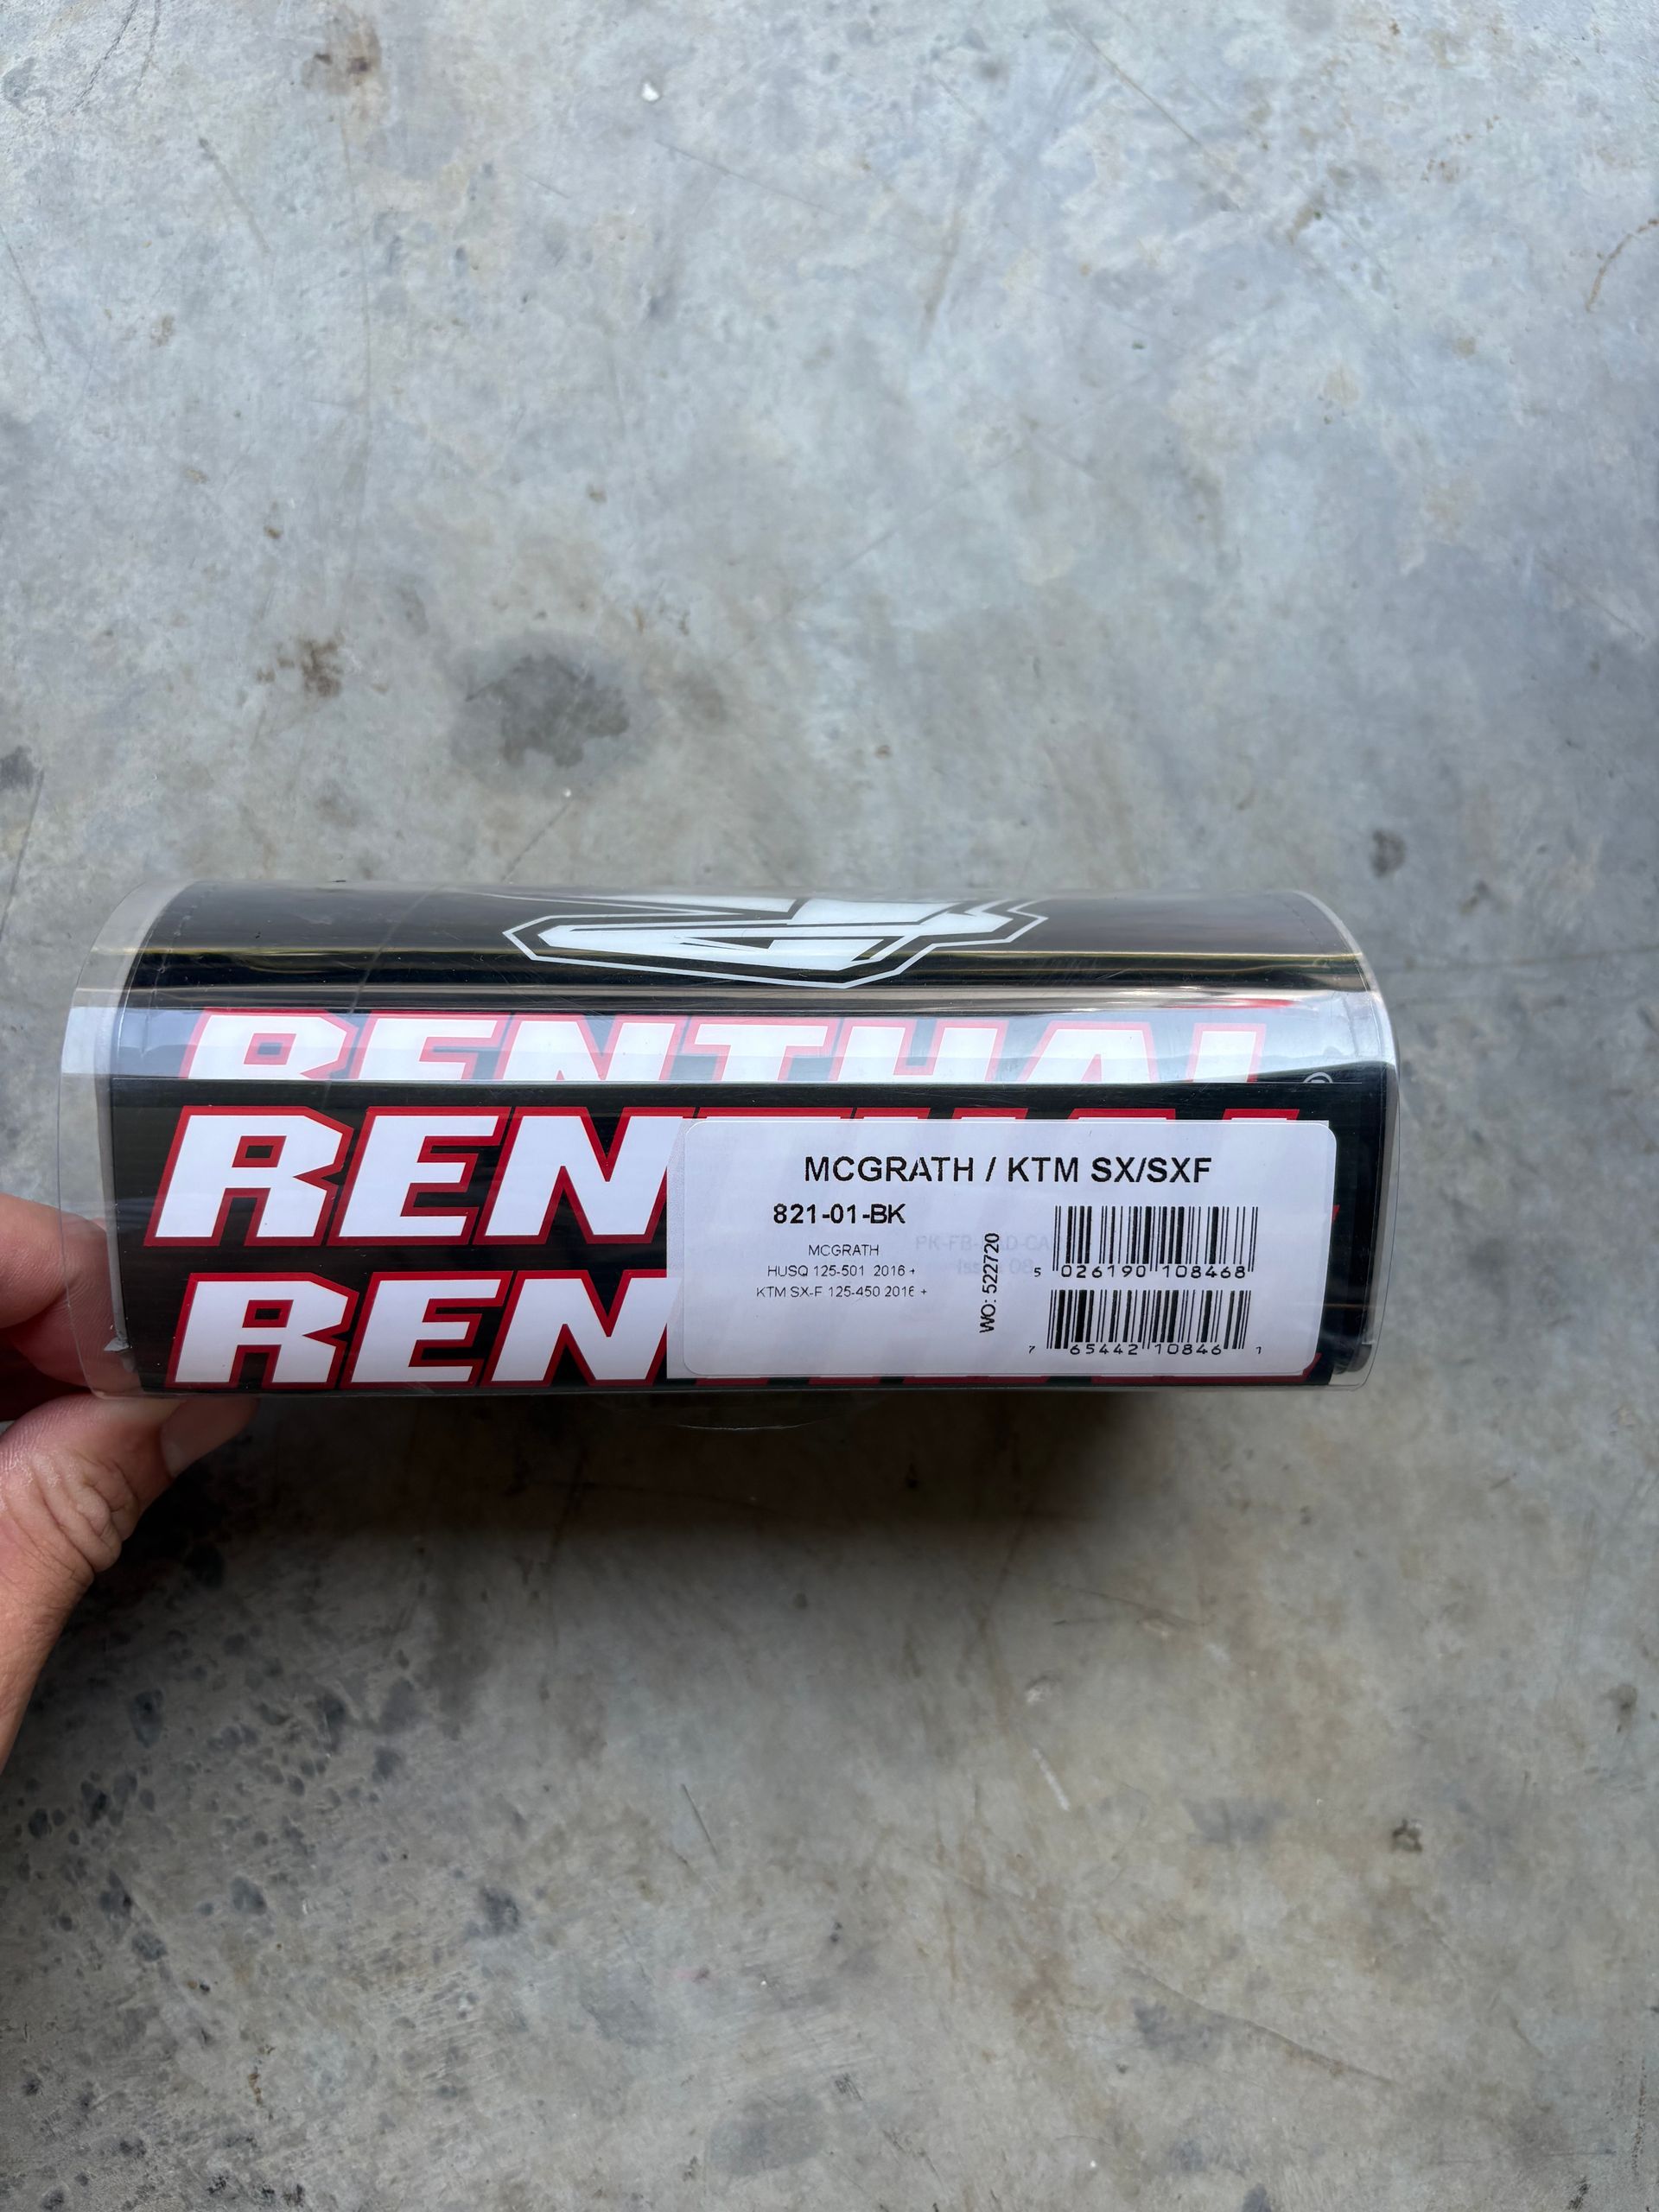 RENTHAL
RENTHAL
MCGRATH / KTM SX/SXF
821-01-BK
MCGRATH
HUSQ 125-501 2016 +
KTM SX-F 125-450 2016 +
WO: 522720
5 026190 108468
7 65442 10846 1
REN